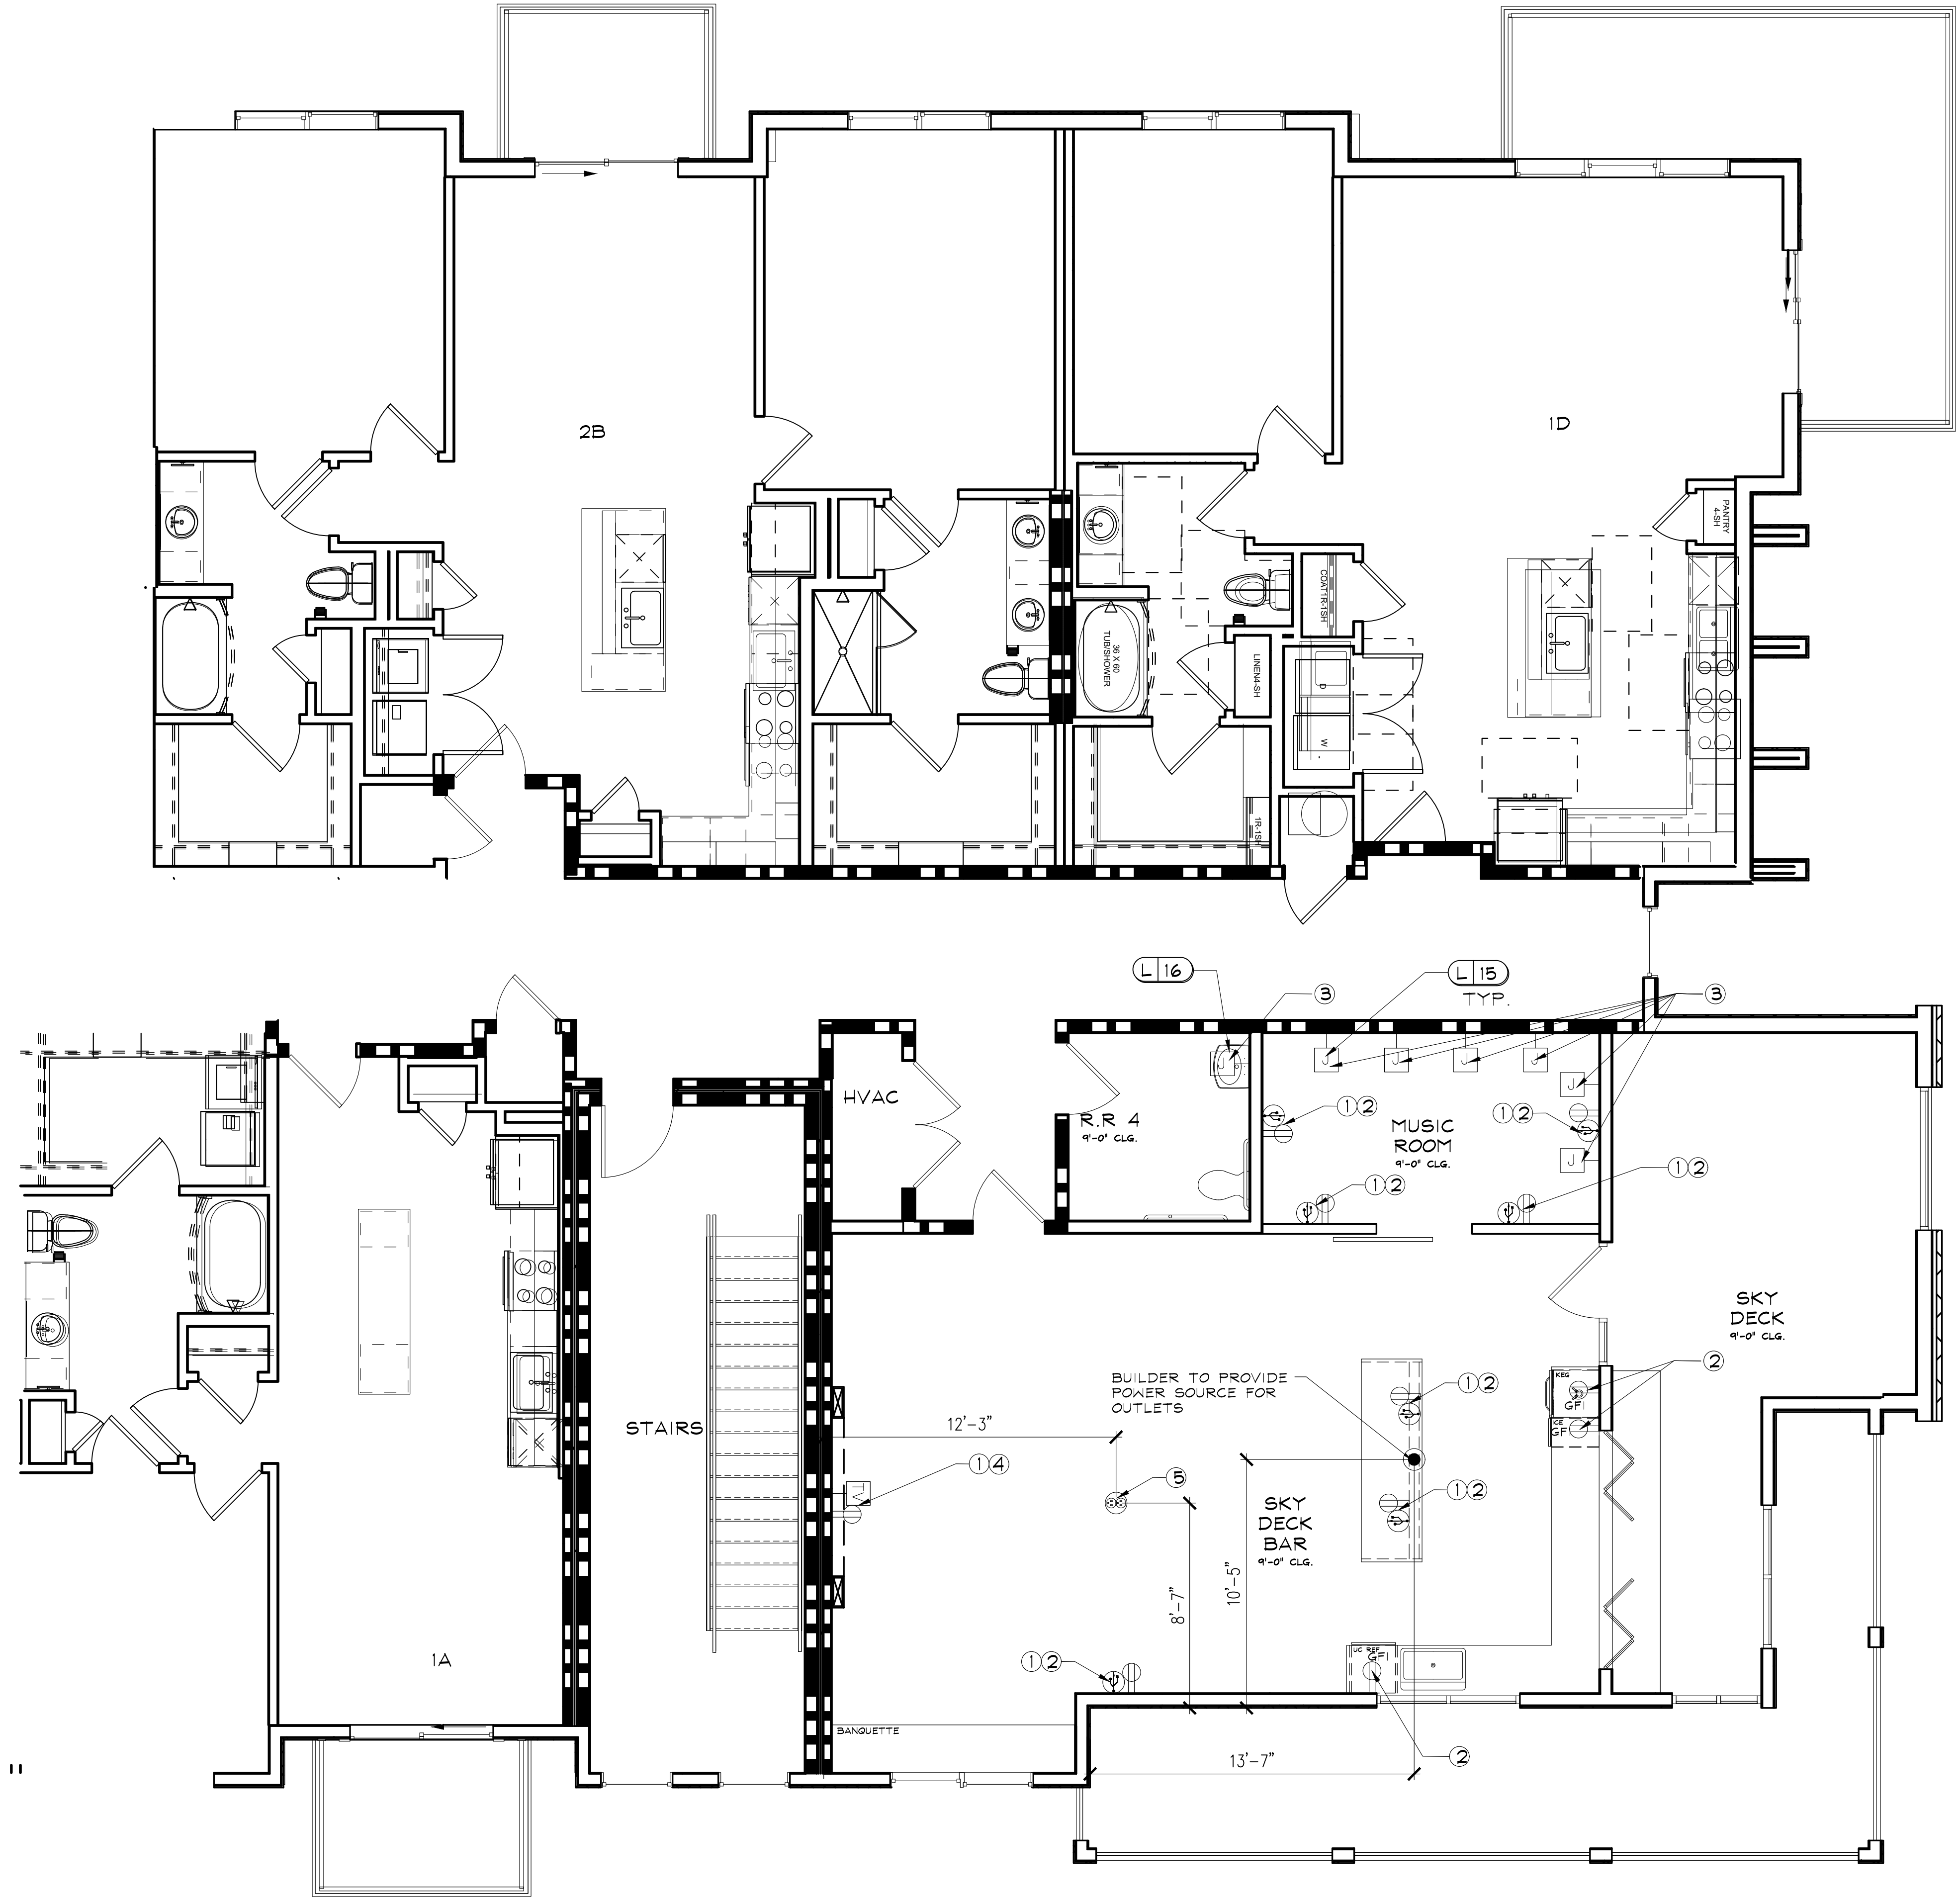 2B
1D
PANTRY
4-SH
COAT1R-1SH
36 X 60
TUB/SHOWER
LINEN4-SH
D
W
1R-1SH
L 16
L 15
TYP.
3
3
J
J
J
J
J
J
J
HVAC
R.R 4
9'-0" CLG.
1 2
1 2
MUSIC
ROOM
9'-0" CLG.
1 2
1 2
SKY
DECK
9'-0" CLG.
2
BUILDER TO PROVIDE
POWER SOURCE FOR
OUTLETS
1 2
KEG
GFI
ICE
GFI
STAIRS
12'-3"
1 4
TV
5
1 2
SKY
DECK
BAR
9'-0" CLG.
10'-5"
8'-7"
1A
1 2
UC REF
GFI
BANQUETTE
2
13'-7"
"